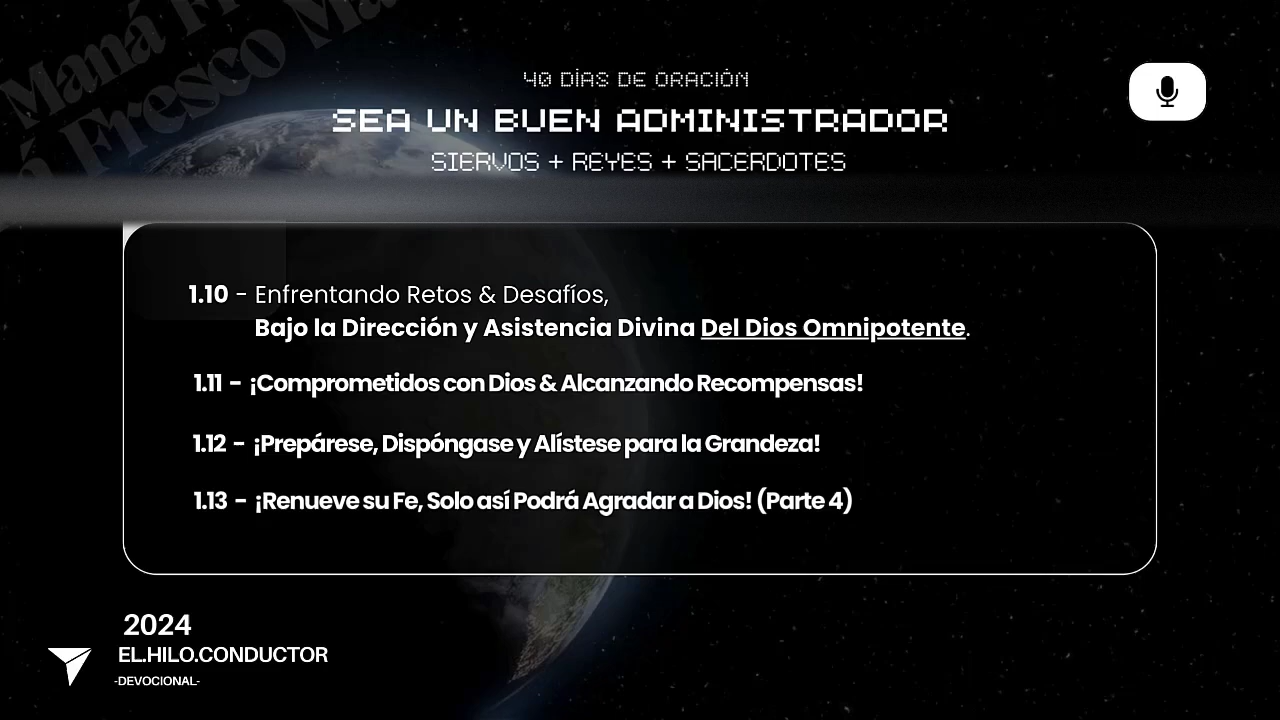 Maná Fr
á Fresco Ma
40 DÍAS DE ORACIÓN
SEA UN BUEN ADMINISTRADOR
SIERVOS + REYES + SACERDOTES
1.10 - Enfrentando Retos & Desafíos,
Bajo la Dirección y Asistencia Divina Del Dios Omnipotente.
1.11 - ¡Comprometidos con Dios & Alcanzando Recompensas!
1.12 - ¡Prepárese, Dispóngase y Alístese para la Grandeza!
1.13 - ¡Renueve su Fe, Solo así Podrá Agradar a Dios! (Parte 4)
2024
EL.HILO.CONDUCTOR
-DEVOCIONAL-